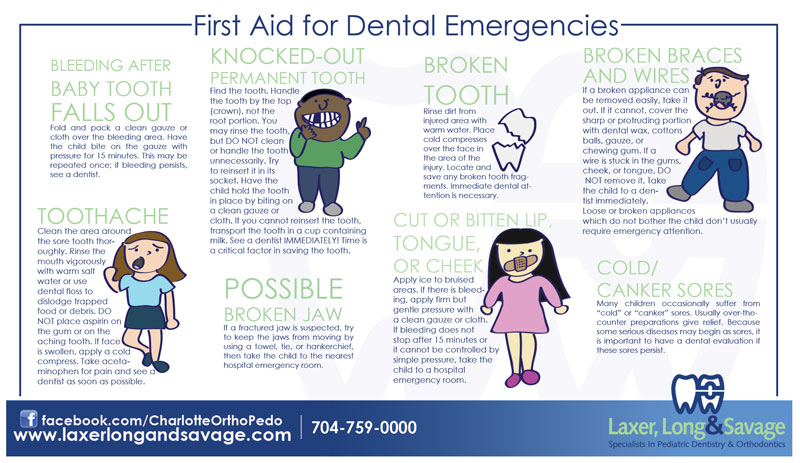 First Aid for Dental Emergencies
BLEEDING AFTER
BABY TOOTH
FALLS OUT
Fold and pack a clean gauze or
cloth over the bleeding area. Have
the child bite on the gauze with
pressure for 15 minutes. This may be
repeated once; if bleeding persists,
see a dentist.
TOOTHACHE
Clean the area around
the sore tooth thor-
oughly. Rinse the
mouth vigorously
with warm salt
water or use
dental floss to
dislodge trapped
food or debris. DO
NOT place aspirin on
the gum or on the
aching tooth. If face
is swollen, apply a cold
compress. Take aceta-
minophen for pain and see a
dentist as soon as possible.
KNOCKED-OUT
PERMANENT TOOTH
Find the tooth. Handle
the tooth by the top
(crown), not the
root portion. You
may rinse the tooth,
but DO NOT clean
or handle the tooth
unnecessarily. Try
to reinsert it in its
socket. Have the
child hold the tooth
in place by biting on
a clean gauze or
cloth. If you cannot reinsert the tooth,
transport the tooth in a cup containing
milk. See a dentist IMMEDIATELY! Time is
a critical factor in saving the tooth.
POSSIBLE
BROKEN JAW
If a fractured jaw is suspected, try
to keep the jaws from moving by
using a towel, tie, or hankerchief,
then take the child to the nearest
hospital emergency room.
BROKEN
TOOTH
Rinse dirt from
injured area with
warm water. Place
cold compresses
over the face in
the area of the
injury. Locate and
save any broken tooth frag-
ments. Immediate dental at-
tention is necessary.
CUT OR BITTEN LIP,
TONGUE,
OR CHEEK
Apply ice to bruised
areas. If there is bleed-
ing, apply firm but
gentle pressure with
a clean gauze or cloth.
If bleeding does not
stop after 15 minutes or
it cannot be controlled by
simple pressure, take the
child to a hospital
emergency room.
BROKEN BRACES
AND WIRES
If a broken appliance can
be removed easily, take it
out. If it cannot, cover the
sharp or protruding portion
with dental wax, cottons
balls, gauze, or
chewing gum. If a
wire is stuck in the gums,
cheek, or tongue, DO
NOT remove it. Take
the child to a den-
tist immediately.
Loose or broken appliances
which do not bother the child don't usually
require emergency attention.
COLD/
CANKER SORES
Many children occasionally suffer from
"cold" or "canker" sores. Usually over-the-
counter preparations give relief. Because
some serious diseases may begin as sores, it
is important to have a dental evaluation if
these sores persist.
f facebook.com/CharlotteOrthoPedo
www.laxerlongandsavage.com
704-759-0000
Laxer, Long&Savage
Specialists In Pediatric Dentistry & Orthodontics